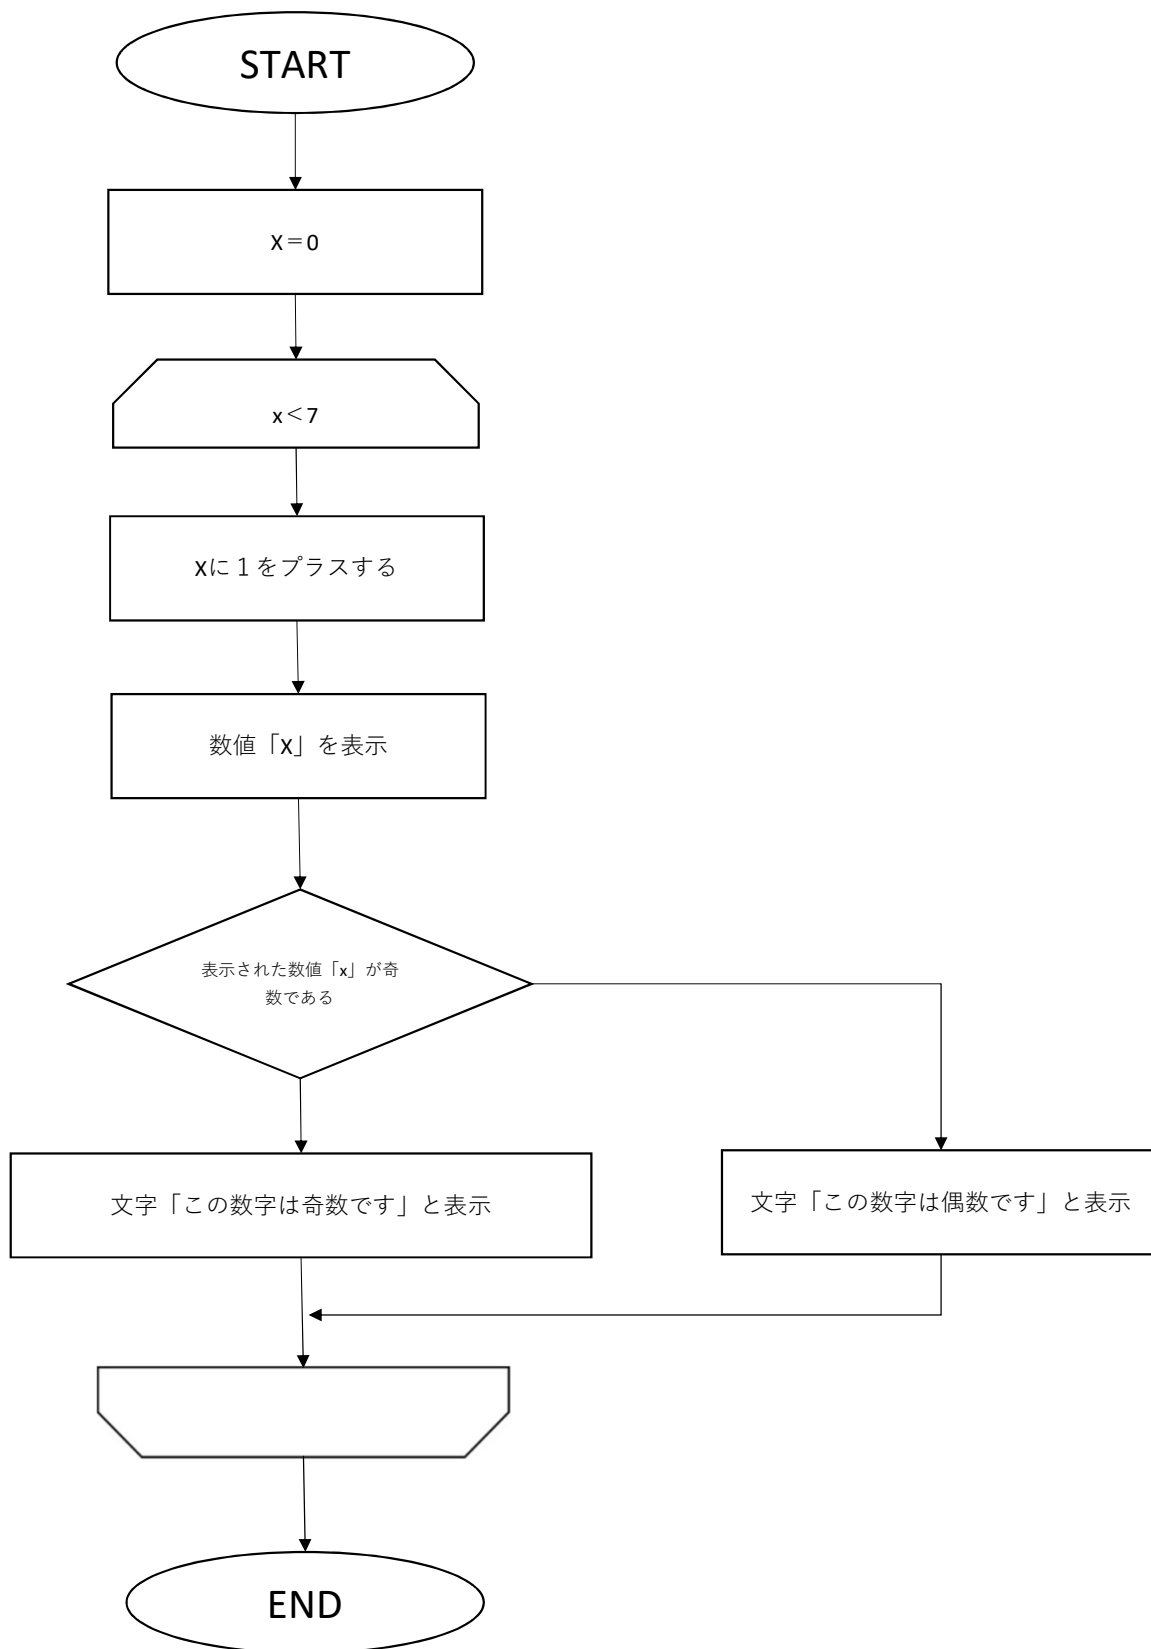 START
X＝0
x＜7
Xに１をプラスする
数値「X」を表示
表示された数値「x」が奇
数である
文字「この数字は奇数です」と表示
文字「この数字は偶数です」と表示
END